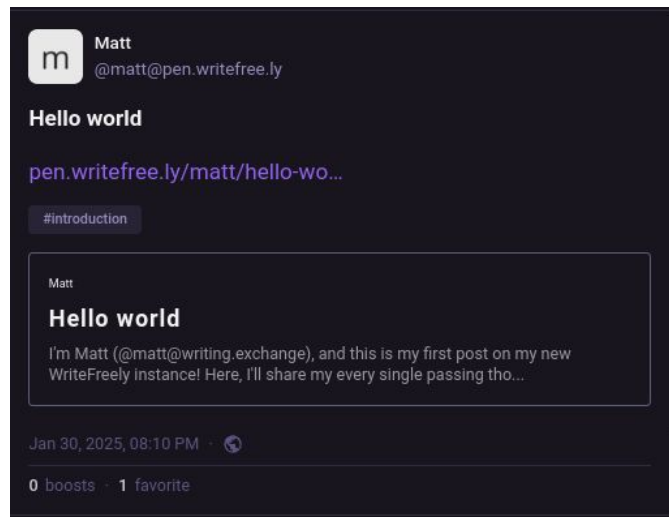 m
Matt
@matt@pen.writefree.ly
Hello world
pen.writefree.ly/matt/hello-wo...
#introduction
Matt
Hello world
I'm Matt (@matt@writing.exchange), and this is my first post on my new
WriteFreely instance! Here, I'll share my every single passing tho...
Jan 30, 2025, 08:10 PM ·
0 boosts · 1 favorite